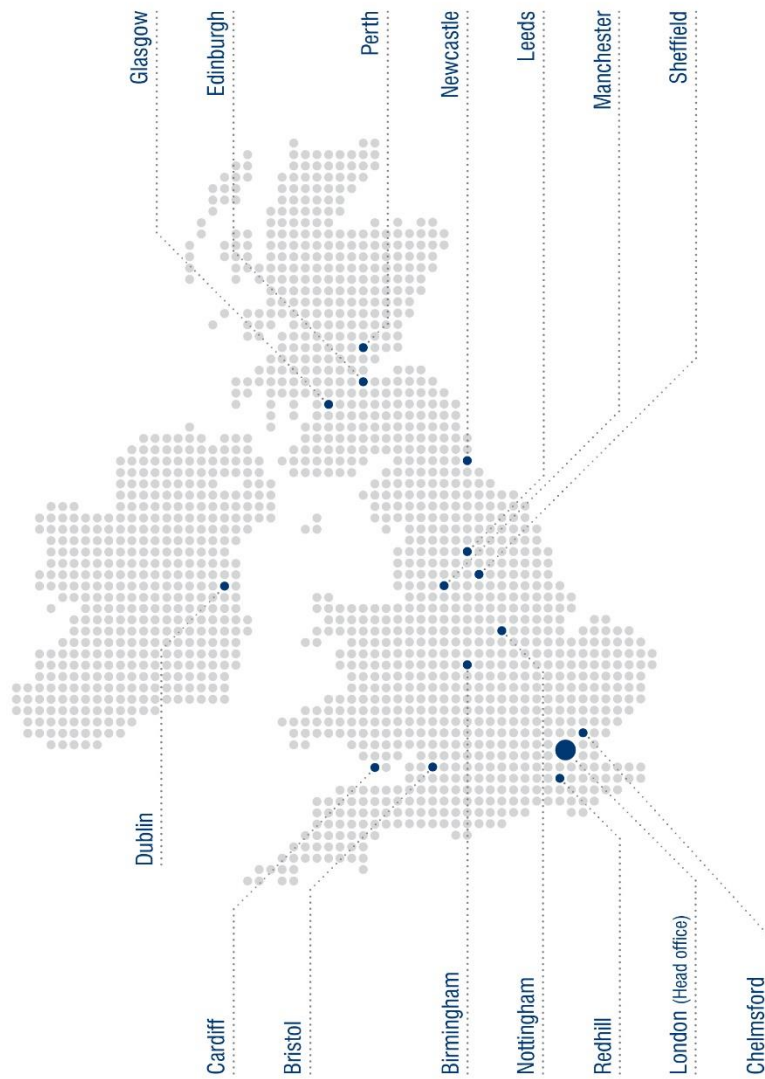 Glasgow
Edinburgh
Perth
Newcastle
Leeds
Manchester
Sheffield
Dublin
Cardiff
Bristol
Birmingham
Nottingham
Redhill
London (Head office)
Chelmsford